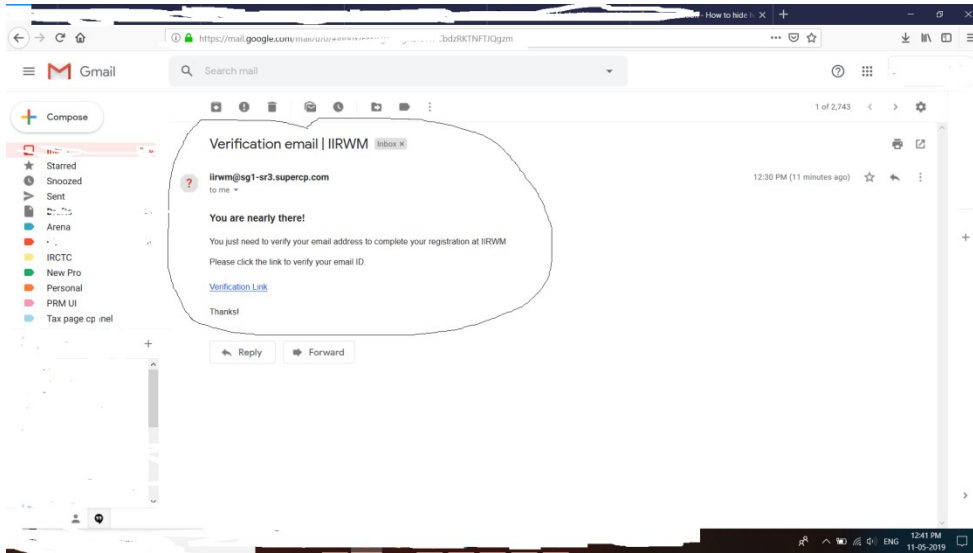 - How to hide h
https://mail.google.com/mail/u/0/
JQgzm
Gmail
Search mail
Compose
1 of 2,743
Verification email | IIRWM Inbox x
Starred
Snoozed
Sent
Drafts
Arena
IRCTC
New Pro
Personal
PRM UI
Tax page cp nel
?
iirwm@sg1-sr3.supercp.com
12:30 PM (11 minutes ago)
to me
You are nearly there!
You just need to verify your email address to complete your registration at IIRWM
Please click the link to verify your email ID.
Verification Link
Thanks!
Reply Forward
ENG
12:41 PM
11-05-2019